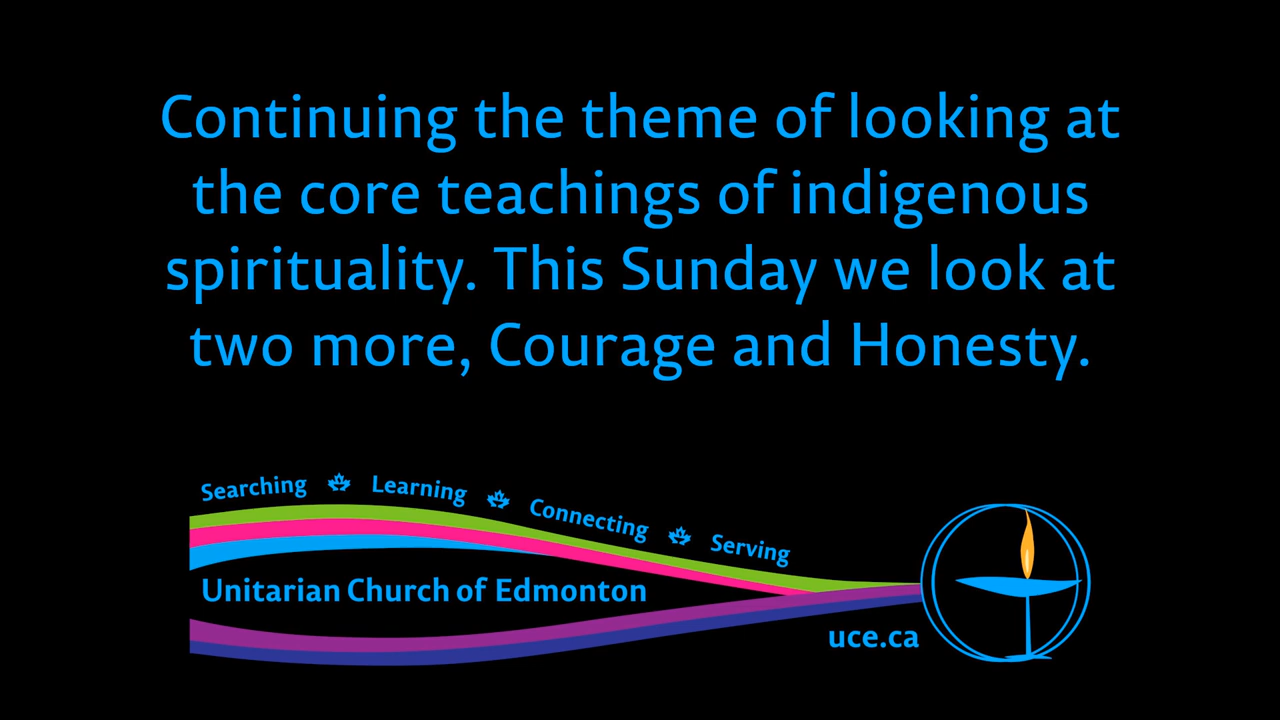 Continuing the theme of looking at
the core teachings of indigenous
spirituality. This Sunday we look at
two more, Courage and Honesty.
Searching Learning Connecting Serving
Unitarian Church of Edmonton
uce.ca